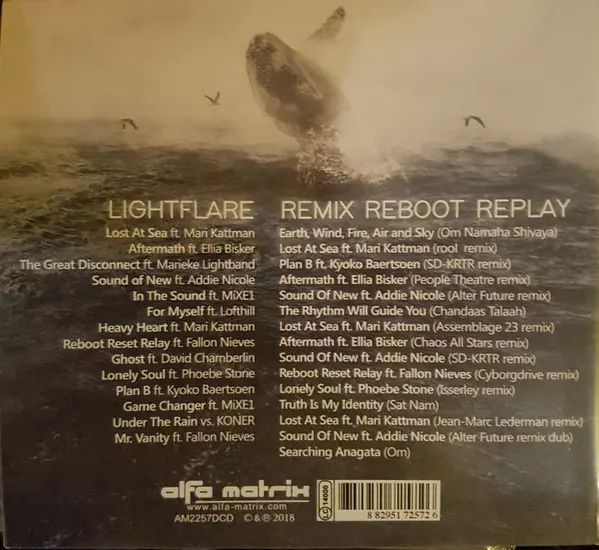 LIGHTFLARE
Lost At Sea ft. Mari Kattman
Aftermath ft. Ellia Bisker
The Great Disconnect ft. Marieke Lightband
Sound of New ft. Addie Nicole
In The Sound ft. MiXE1
For Myself ft. Lofthill
Heavy Heart ft. Mari Kattman
Reboot Reset Relay ft. Fallon Nieves
Ghost ft. David Chamberlin
Lonely Soul ft. Phoebe Stone
Plan B ft. Kyoko Baertsoen
Game Changer ft. MiXE1
Under The Rain vs. KONER
Mr. Vanity ft. Fallon Nieves
REMIX REBOOT REPLAY
Earth, Wind, Fire, Air and Sky (Om Namaha Shivaya)
Lost At Sea ft. Mari Kattman (rool remix)
Plan B ft. Kyoko Baertsoen (SD-KRTR remix)
Aftermath ft. Ellia Bisker (People Theatre remix)
Sound Of New ft. Addie Nicole (Alter Future remix)
The Rhythm Will Guide You (Chandaas Talaah)
Lost At Sea ft. Mari Kattman (Assemblage 23 remix)
Aftermath ft. Ellia Bisker (Chaos All Stars remix)
Sound Of New ft. Addie Nicole (SD-KRTR remix)
Reboot Reset Relay ft. Fallon Nieves (Cyborgdrive remix)
Lonely Soul ft. Phoebe Stone (Isserley remix)
Truth Is My Identity (Sat Nam)
Lost At Sea ft. Mari Kattman (Jean-Marc Lederman remix)
Sound Of New ft. Addie Nicole (Alter Future remix dub)
Searching Anagata (Om)
alfa matrix
www.alfa-matrix.com
AM2257DCD © & ℗ 2018
LC 14000
8 82951 72572 6